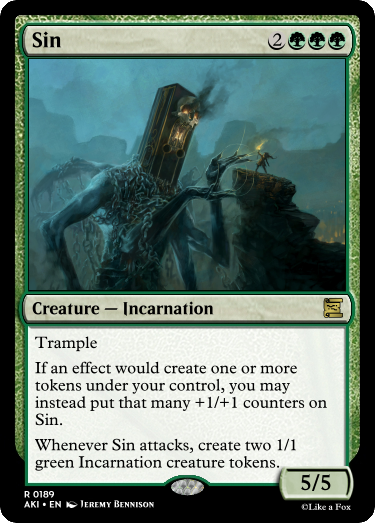 Sin 2
Creature — Incarnation
Trample
If an effect would create one or more
tokens under your control, you may
instead put that many +1/+1 counters on
Sin.
Whenever Sin attacks, create two 1/1
green Incarnation creature tokens.
5/5
R 0189
AKI • EN Jeremy Bennison
©Like a Fox